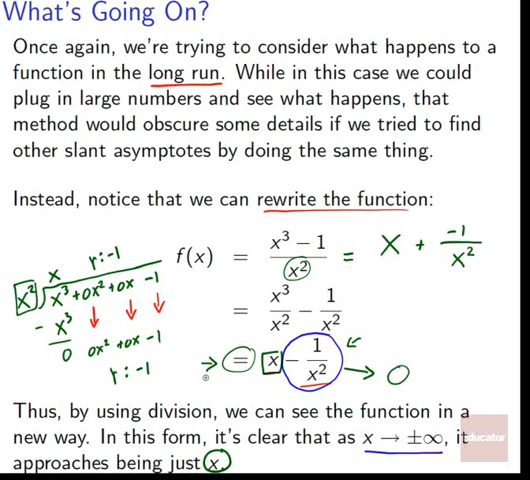 What's Going On?
Once again, we're trying to consider what happens to a
function in the long run. While in this case we could
plug in large numbers and see what happens, that
method would obscure some details if we tried to find
other slant asymptotes by doing the same thing.
Instead, notice that we can rewrite the function:
f(x) = (x³ − 1)/x² = x + −1/x²
= x³/x² − 1/x²
= x − 1/x² → 0
x r:-1
x² x³ +0x² +0x -1
- x³
0 0x² +0x -1
r:-1
Thus, by using division, we can see the function in a
new way. In this form, it's clear that as x → ±∞, it
approaches being just x.
Educator